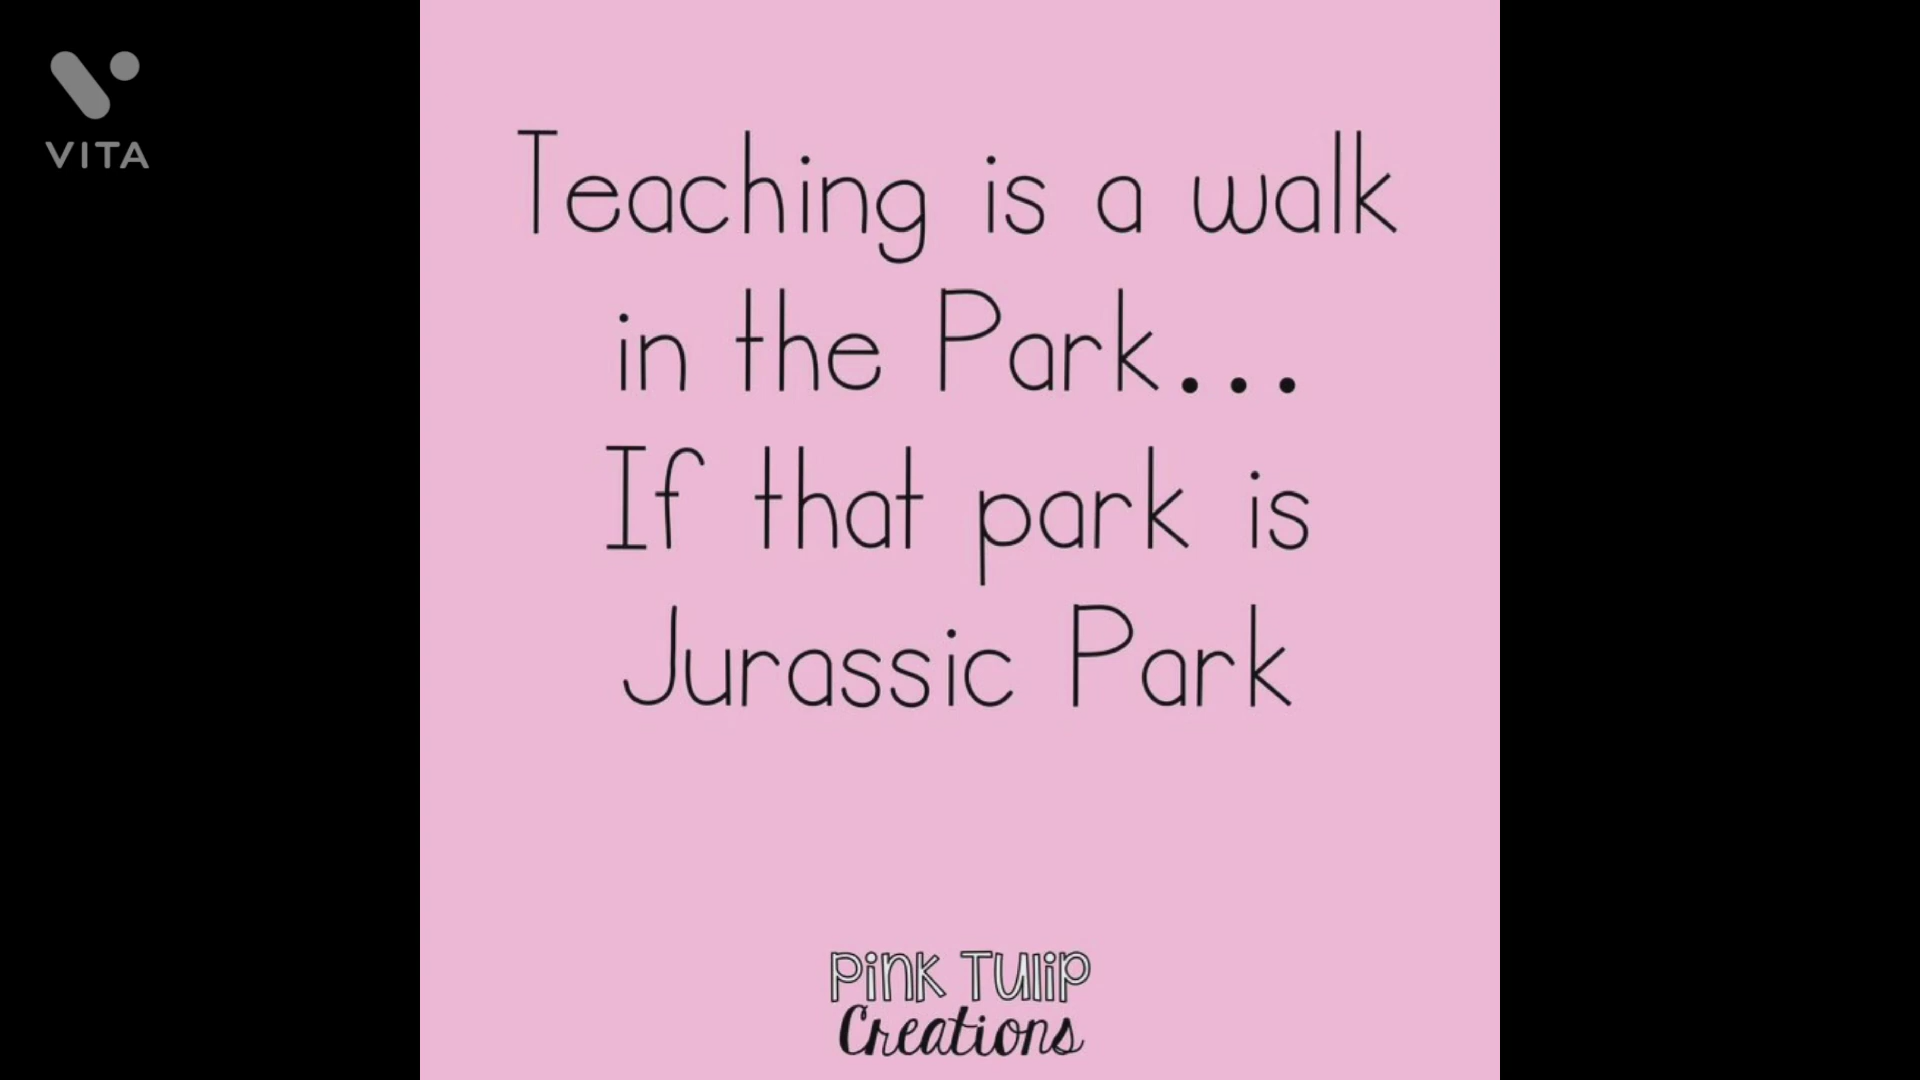 VITA
Teaching is a walk
in the Park...
If that park is
Jurassic Park
Pink Tulip
Creations